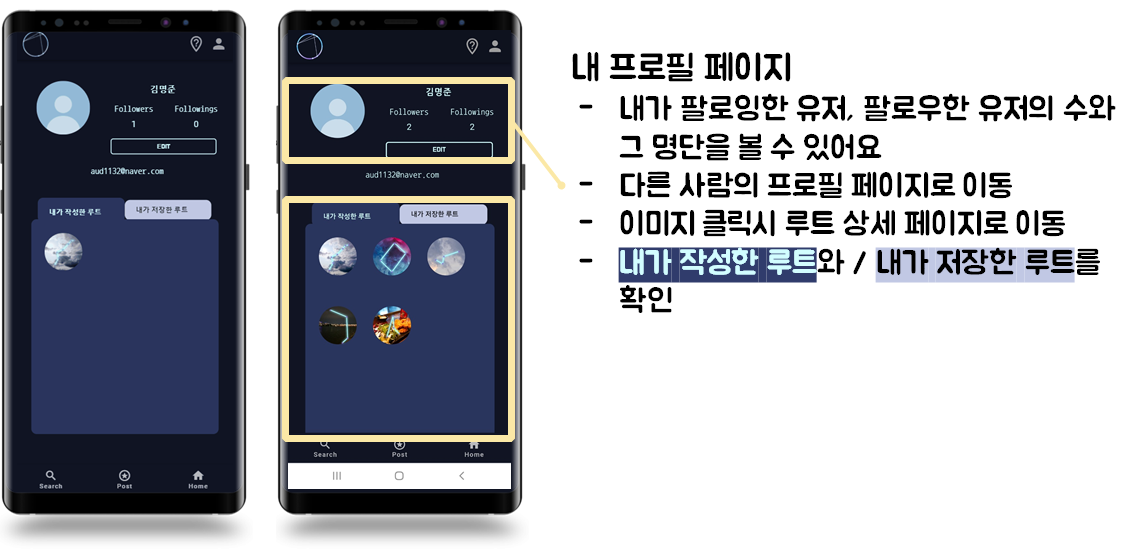 김명준
Followers Followings
1 0
EDIT
aud1132@naver.com
내가 작성한 루트 내가 저장한 루트
Search Post Home
김명준
Followers Followings
2 2
EDIT
aud1132@naver.com
내가 작성한 루트 내가 저장한 루트
Search Post Home
내 프로필 페이지
- 내가 팔로잉한 유저, 팔로우한 유저의 수와
그 명단을 볼 수 있어요
- 다른 사람의 프로필 페이지로 이동
- 이미지 클릭시 루트 상세 페이지로 이동
- 내가 작성한 루트와 / 내가 저장한 루트를
확인